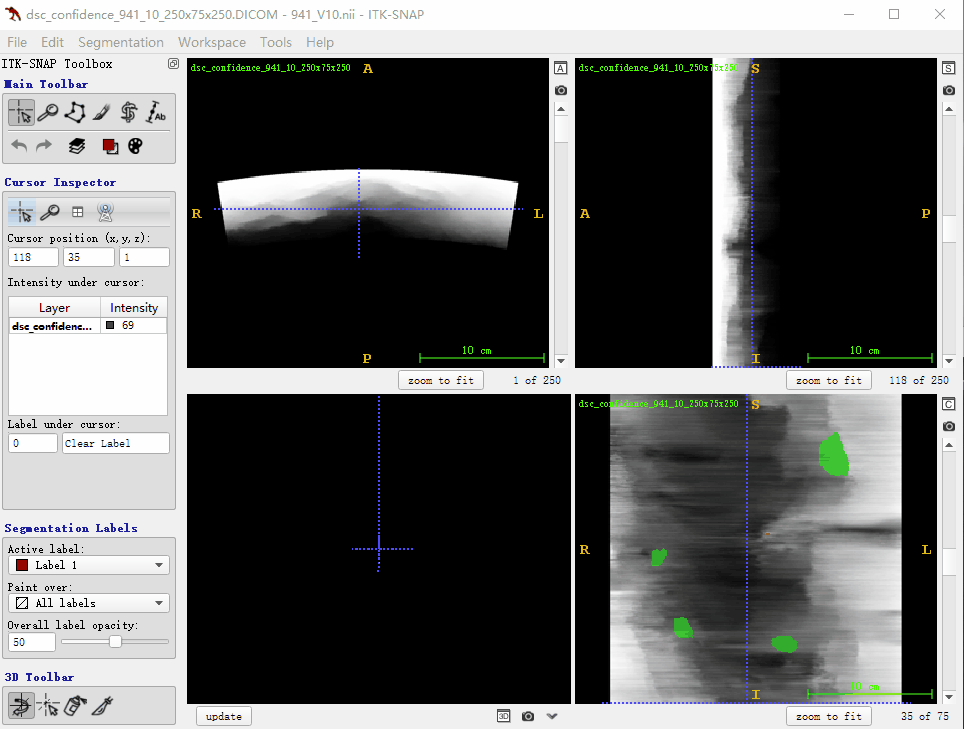 dsc_confidence_941_10_250x75x250.DICOM - 941_V10.nii - ITK-SNAP
File Edit Segmentation Workspace Tools Help
ITK-SNAP Toolbox
Main Toolbar
Ab
Cursor Inspector
Cursor position (x,y,z):
118 35 1
Intensity under cursor:
Layer Intensity
dsc_confidenc... 69
Label under cursor:
0 Clear Label
Segmentation Labels
Active label:
Label 1
Paint over:
All labels
Overall label opacity:
50
3D Toolbar
dsc_confidence_941_10_250x75x250 A
A
R L
10 cm
P
zoom to fit 1 of 250
dsc_confidence_941_10_250x75x250 S
S
A P
10 cm
I
zoom to fit 118 of 250
update
3D
dsc_confidence_941_10_250x75x250 S
C
R L
10 cm
I
zoom to fit 35 of 75